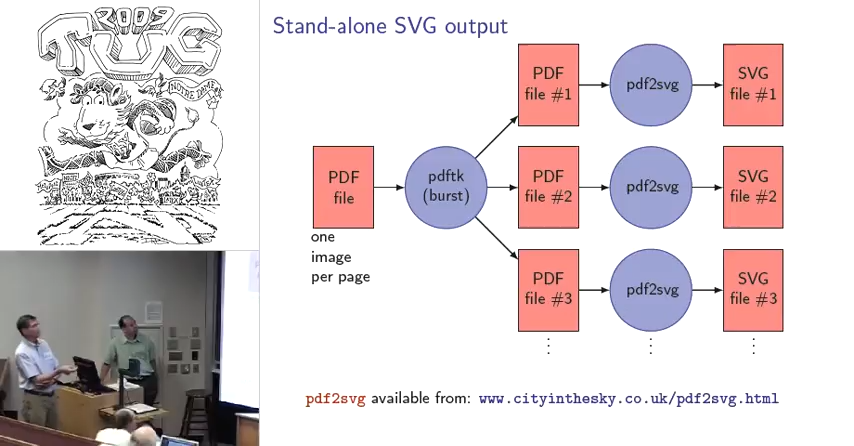 2009
TUG
NOTRE DAME
Stand-alone SVG output
PDF
file
one
image
per page
pdftk
(burst)
PDF
file #1
pdf2svg
SVG
file #1
PDF
file #2
pdf2svg
SVG
file #2
PDF
file #3
pdf2svg
SVG
file #3
pdf2svg available from: www.cityinthesky.co.uk/pdf2svg.html